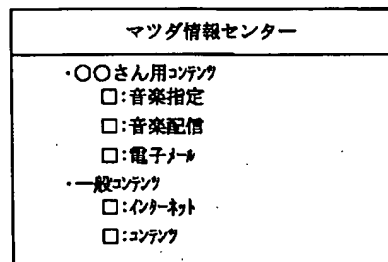 マツダ情報センター
・〇〇さん用ｺﾝﾃﾝﾂ
□:音楽指定
□:音楽配信
□:電子ﾒｰﾙ
・一般ｺﾝﾃﾝﾂ
□:ｲﾝﾀｰﾈｯﾄ
□:ｺﾝﾃﾝﾂ